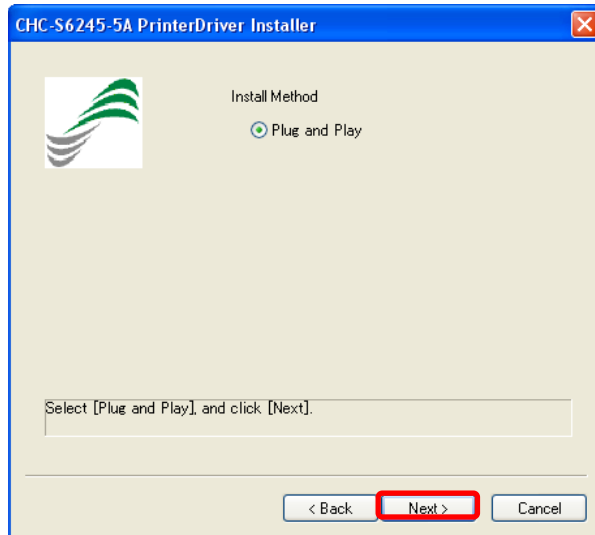 CHC-S6245-5A PrinterDriver Installer
Install Method
Plug and Play
Select [Plug and Play], and click [Next].
< Back Next > Cancel